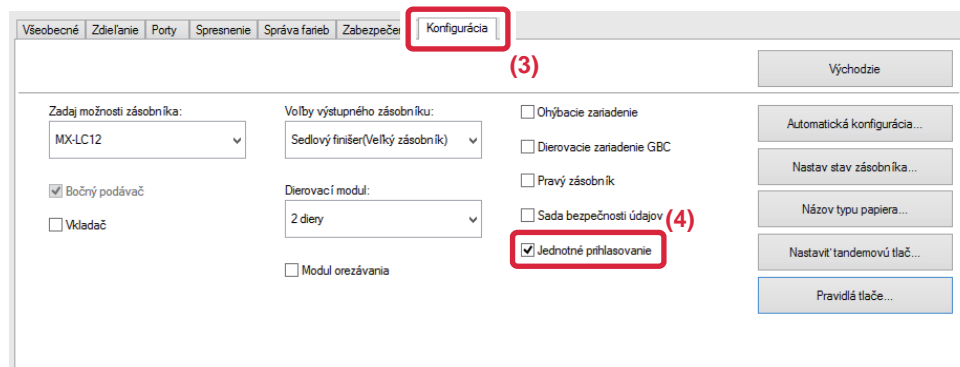 Všeobecné Zdieľanie Porty Spresnenie Správa farieb Konfigurácia
(3)
Východzie
Zadaj možnosti zásobníka:
MX-LC12
Bočný podávač
Vkladač
Voľby výstupného zásobníku:
Sedlový finišer(Veľký zásobník)
Dierovací modul:
2 diery
Modul orezávania
Ohýbacie zariadenie
Dierovacie zariadenie GBC
Pravý zásobník
Sada bezpečnosti údajov
(4)
Jednotné prihlasovanie
Automatická konfigurácia...
Nastav stav zásobníka...
Názov typu papiera...
Nastaviť tandemovú tlač...
Pravidlá tlače...